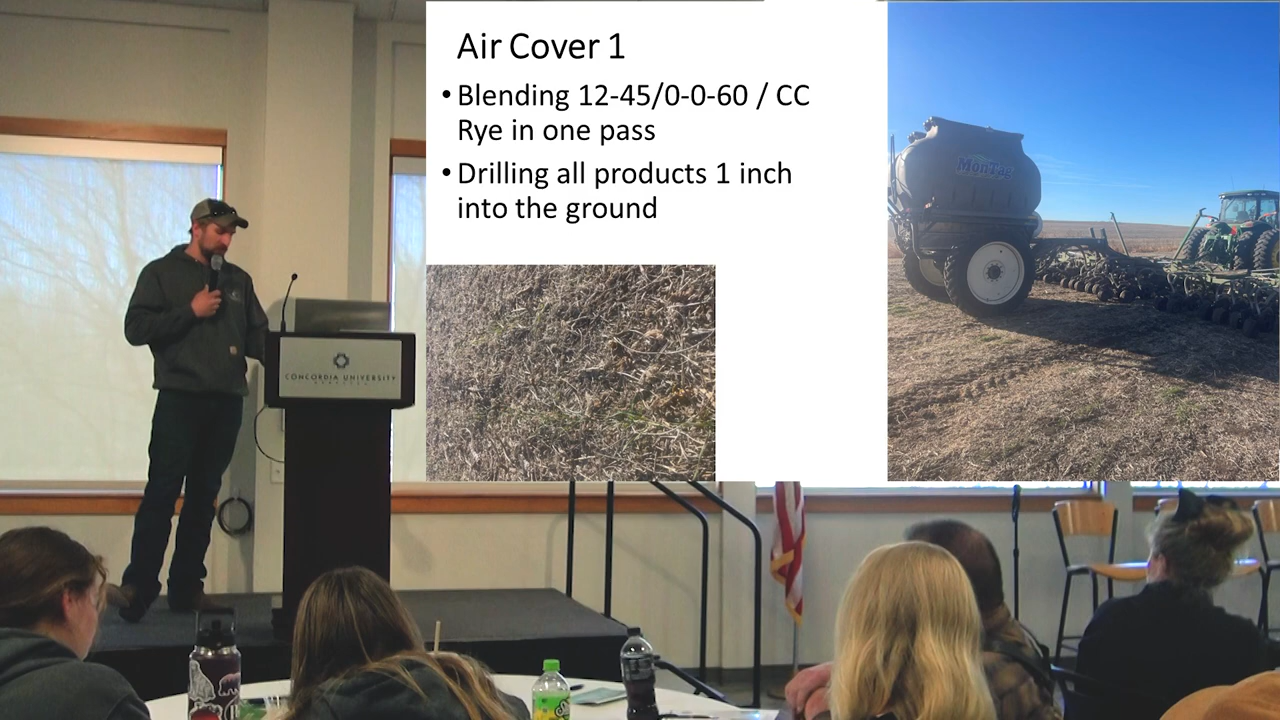 Air Cover 1
• Blending 12-45/0-0-60 / CC
Rye in one pass
• Drilling all products 1 inch
into the ground
MonTag
CONCORDIA UNIVERSITY